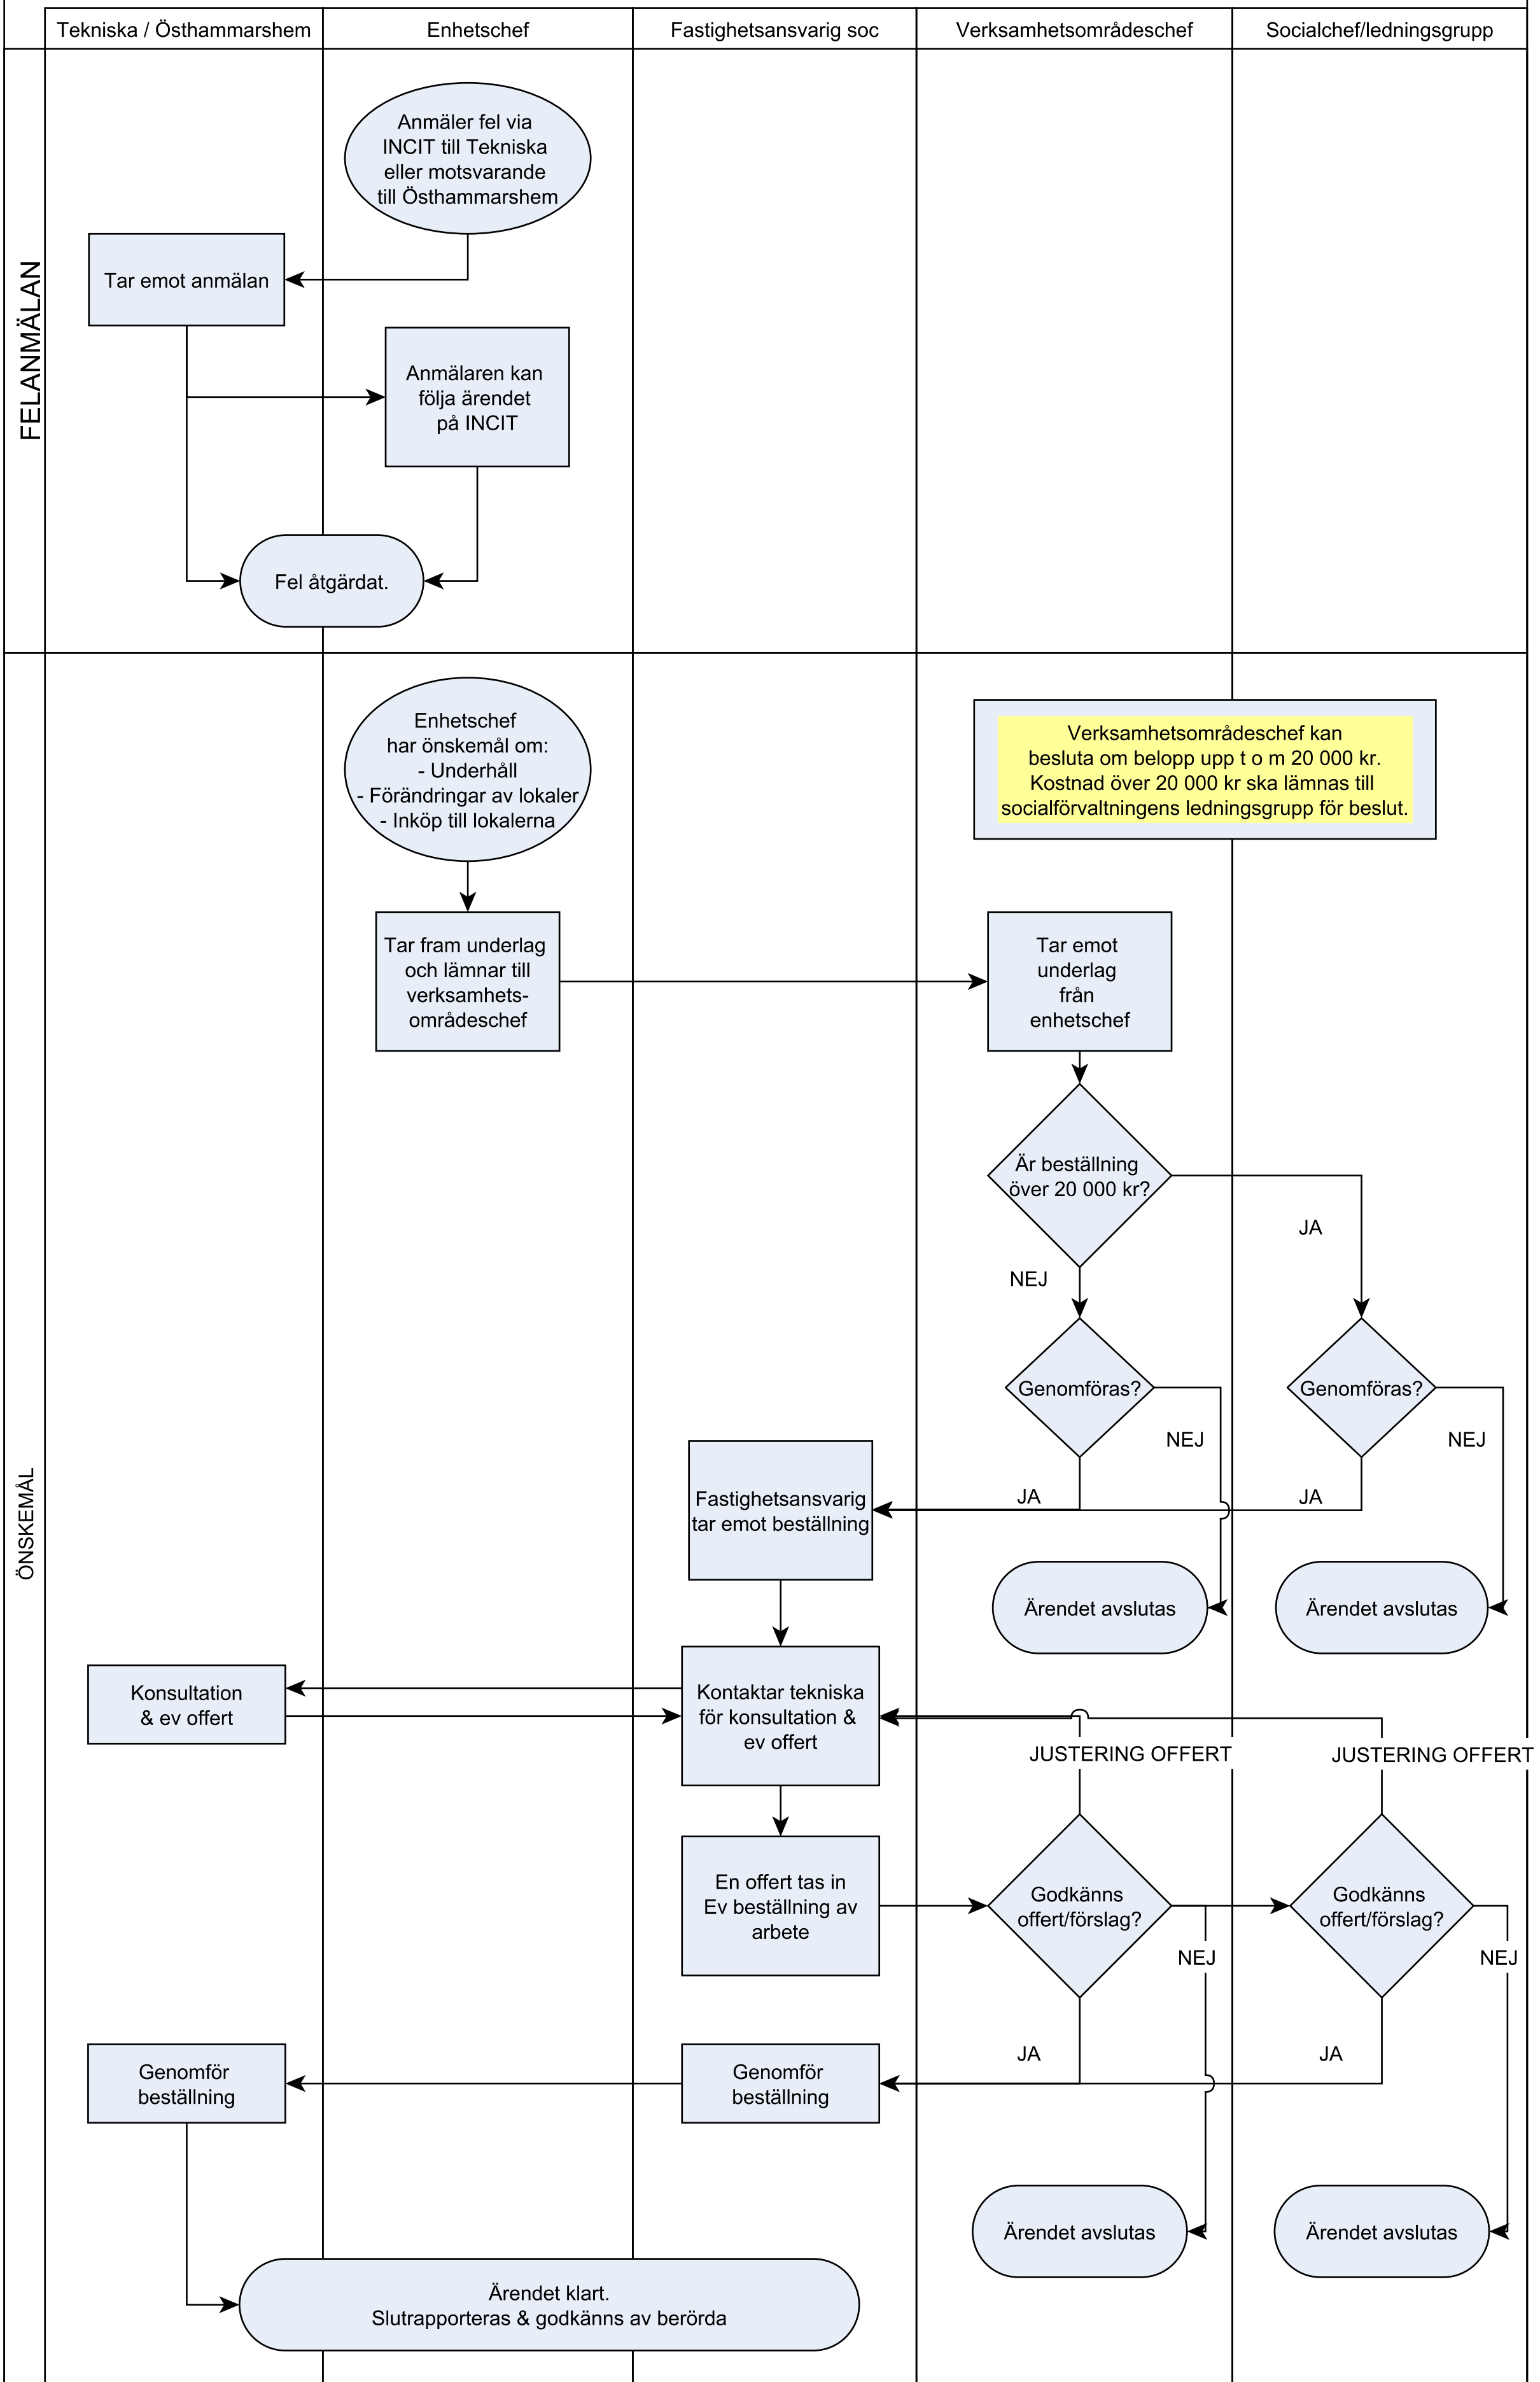 Tekniska / Östhammarshem
Enhetschef
Fastighetsansvarig soc
Verksamhetsområdeschef
Socialchef/ledningsgrupp
FELANMÄLAN
Anmäler fel via
INCIT till Tekniska
eller motsvarande
till Östhammarshem
Tar emot anmälan
Anmälaren kan
följa ärendet
på INCIT
Fel åtgärdat.
ÖNSKEMÅL
Enhetschef
har önskemål om:
- Underhåll
- Förändringar av lokaler
- Inköp till lokalerna
Verksamhetsområdeschef kan
besluta om belopp upp t o m 20 000 kr.
Kostnad över 20 000 kr ska lämnas till
socialförvaltningens ledningsgrupp för beslut.
Tar fram underlag
och lämnar till
verksamhets-
områdeschef
Tar emot
underlag
från
enhetschef
Är beställning
över 20 000 kr?
JA
NEJ
Genomföras?
Genomföras?
NEJ
NEJ
JA
JA
Fastighetsansvarig
tar emot beställning
Ärendet avslutas
Ärendet avslutas
Konsultation
& ev offert
Kontaktar tekniska
för konsultation &
ev offert
JUSTERING OFFERT
JUSTERING OFFERT
En offert tas in
Ev beställning av
arbete
Godkänns
offert/förslag?
Godkänns
offert/förslag?
NEJ
NEJ
JA
JA
Genomför
beställning
Genomför
beställning
Ärendet avslutas
Ärendet avslutas
Ärendet klart.
Slutrapporteras & godkänns av berörda